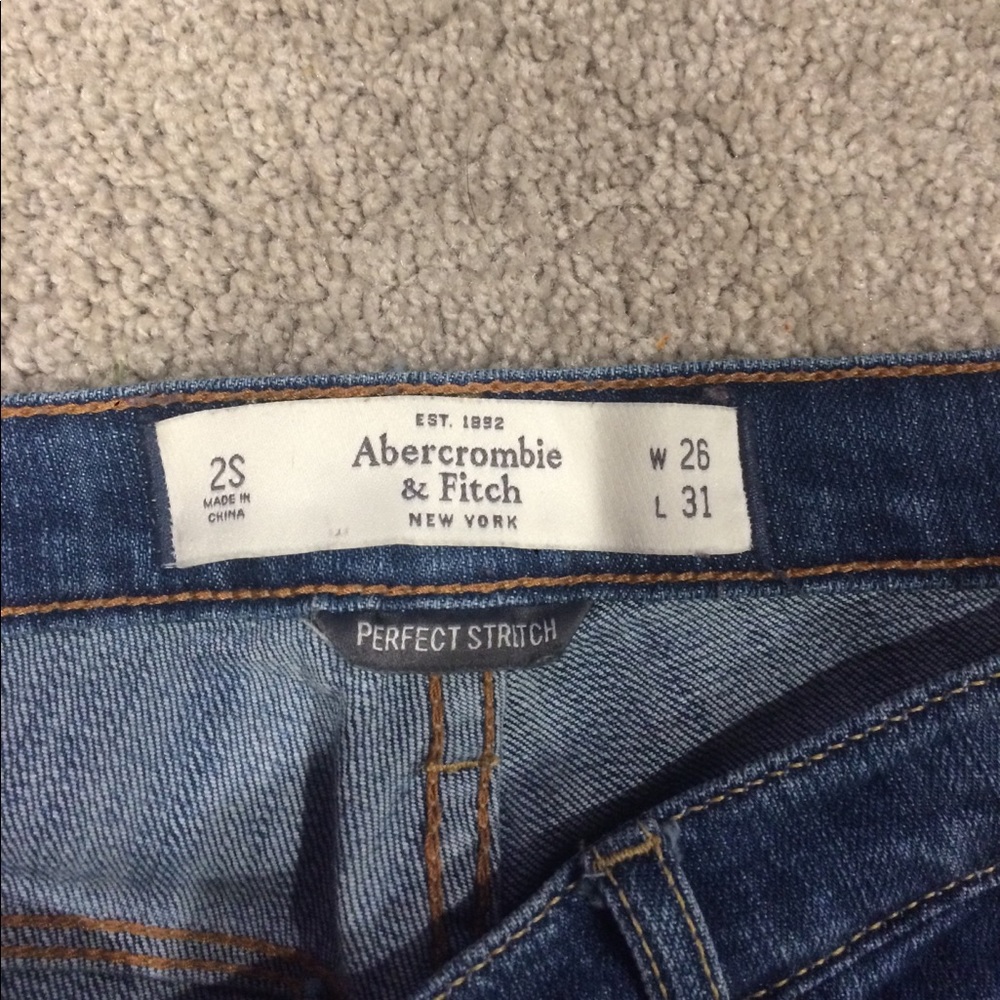 EST. 1892
Abercrombie
& Fitch
NEW YORK
2S
MADE IN
CHINA
W 26
L 31
PERFECT STRETCH